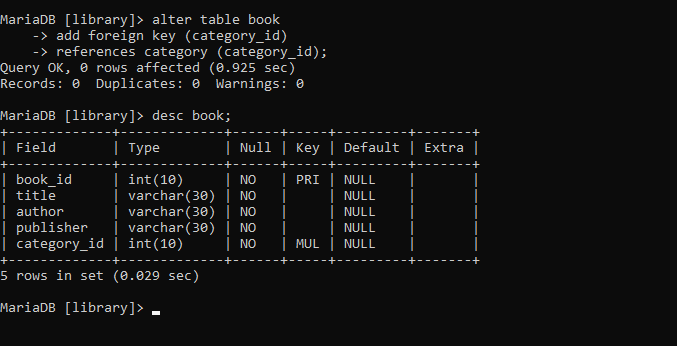 MariaDB [library]> alter table book
    -> add foreign key (category_id)
    -> references category (category_id);
Query OK, 0 rows affected (0.925 sec)
Records: 0  Duplicates: 0  Warnings: 0

MariaDB [library]> desc book;
+-------------+-------------+------+-----+---------+-------+
| Field       | Type        | Null | Key | Default | Extra |
+-------------+-------------+------+-----+---------+-------+
| book_id     | int(10)     | NO   | PRI | NULL    |       |
| title       | varchar(30) | NO   |     | NULL    |       |
| author      | varchar(30) | NO   |     | NULL    |       |
| publisher   | varchar(30) | NO   |     | NULL    |       |
| category_id | int(10)     | NO   | MUL | NULL    |       |
+-------------+-------------+------+-----+---------+-------+
5 rows in set (0.029 sec)

MariaDB [library]> _